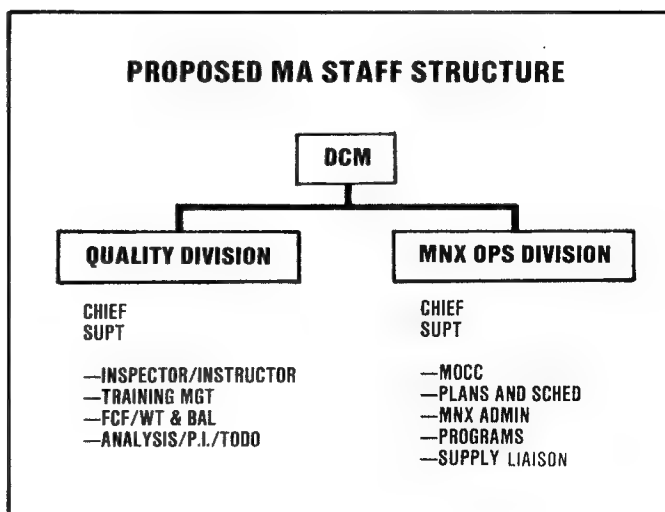 PROPOSED MA STAFF STRUCTURE
DCM
QUALITY DIVISION
CHIEF
SUPT
—INSPECTOR/INSTRUCTOR
—TRAINING MGT
—FCF/WT & BAL
—ANALYSIS/P.I./TODO
MNX OPS DIVISION
CHIEF
SUPT
—MOCC
—PLANS AND SCHED
—MNX ADMIN
—PROGRAMS
—SUPPLY LIAISON